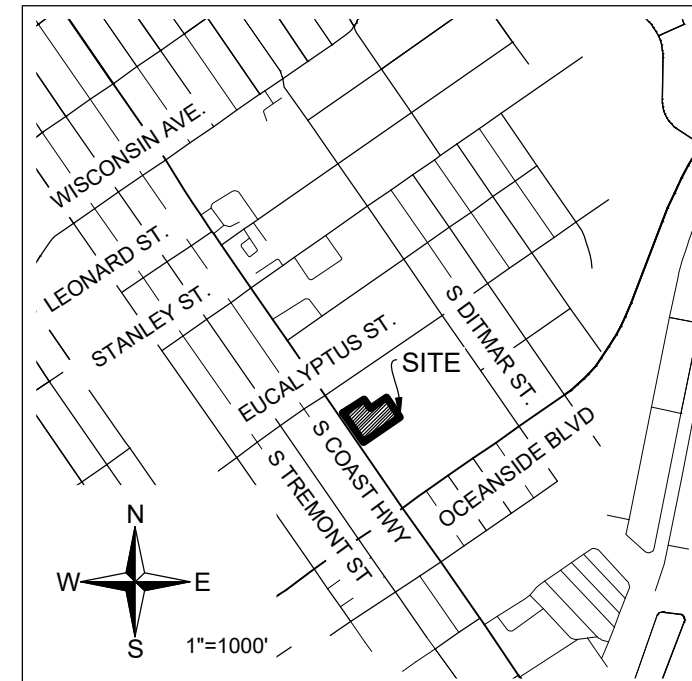 WISCONSIN AVE.
LEONARD ST.
STANLEY ST.
EUCALYPTUS ST.
S DITMAR ST.
SITE
S COAST HWY
S TREMONT ST
OCEANSIDE BLVD
N
W
E
S
1"=1000'